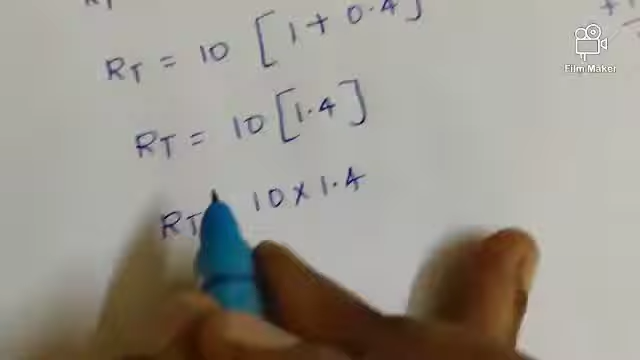 RT = 10 [1 + 0.4]
RT = 10 [1.4]
RT 10 × 1.4
Film Maker